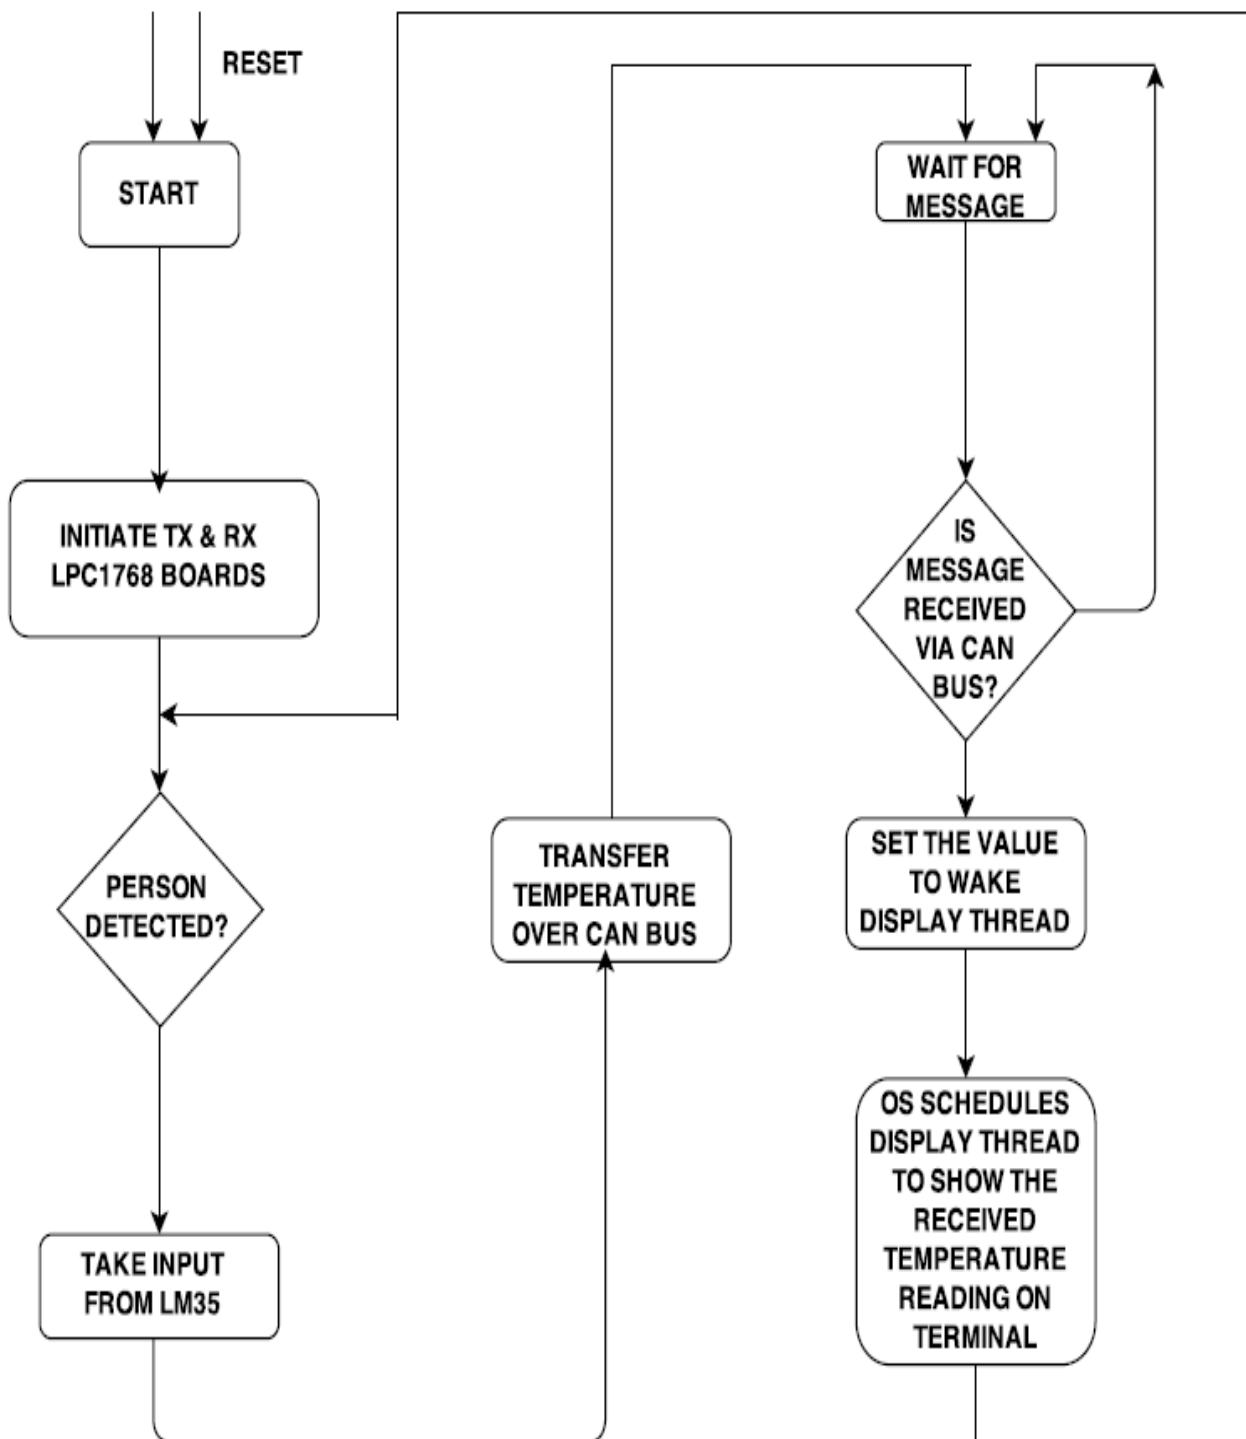 RESET
START
INITIATE TX & RX
LPC1768 BOARDS
PERSON
DETECTED?
TAKE INPUT
FROM LM35
TRANSFER
TEMPERATURE
OVER CAN BUS
WAIT FOR
MESSAGE
IS
MESSAGE
RECEIVED
VIA CAN
BUS?
SET THE VALUE
TO WAKE
DISPLAY THREAD
OS SCHEDULES
DISPLAY THREAD
TO SHOW THE
RECEIVED
TEMPERATURE
READING ON
TERMINAL